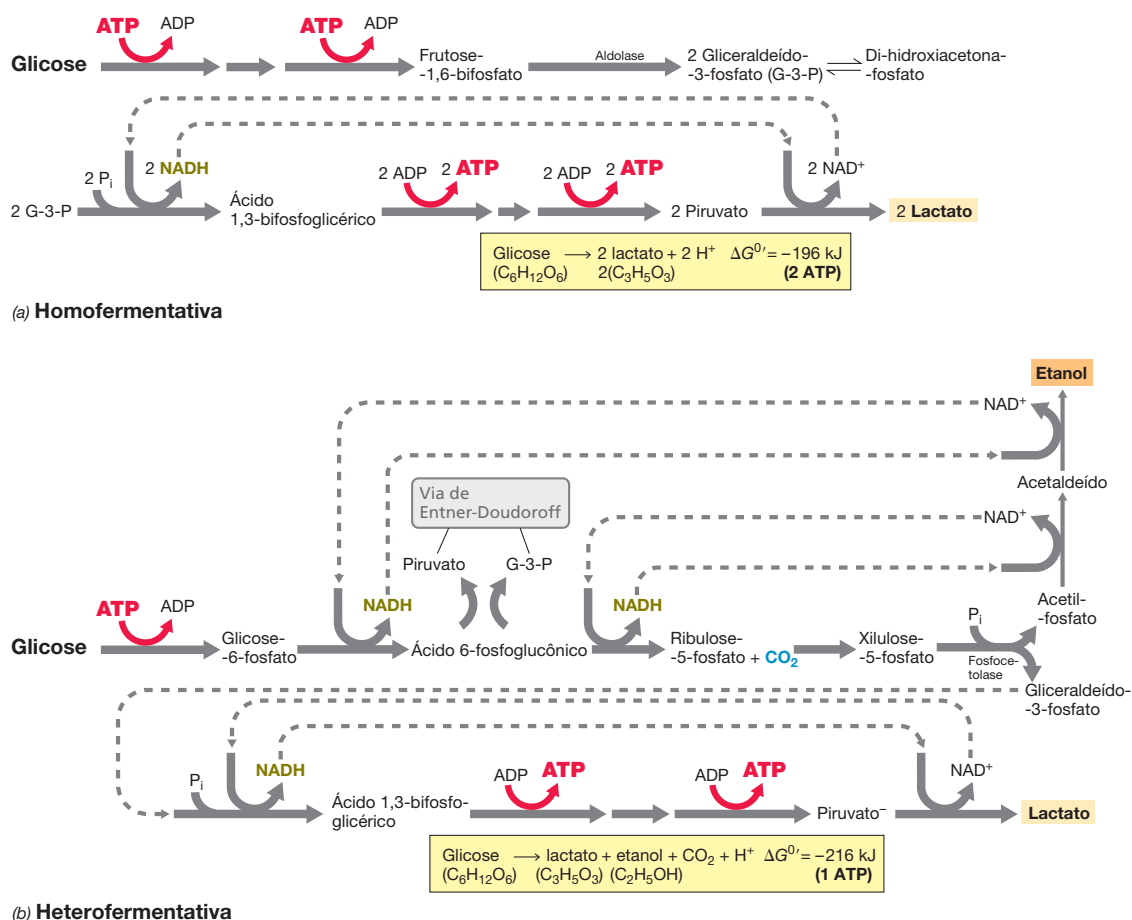 ATP ADP ATP ADP
Glicose Frutose-
-1,6-bifosfato Aldolase 2 Gliceraldeído-
-3-fosfato (G-3-P) Di-hidroxiacetona-
-fosfato
2 G-3-P 2 Pi 2 NADH Ácido
1,3-bifosfoglicérico 2 ADP 2 ATP 2 ADP 2 ATP 2 Piruvato 2 NAD+ 2 Lactato
Glicose → 2 lactato + 2 H+ ΔG0′ = −196 kJ
(C6H12O6) 2(C3H5O3) (2 ATP)
(a) Homofermentativa
Etanol
NAD+
Acetaldeído
NAD+
Via de
Entner-Doudoroff
Piruvato G-3-P
ATP ADP NADH NADH Pi Acetil-
-fosfato
Glicose Glicose-
-6-fosfato Ácido 6-fosfoglucônico Ribulose-
-5-fosfato + CO2 Xilulose-
-5-fosfato Fosfoce-
tolase
Gliceraldeído-
-3-fosfato
Pi NADH ADP ATP ADP ATP NAD+
Ácido 1,3-bifosfo-
glicérico Piruvato− Lactato
Glicose → lactato + etanol + CO2 + H+ ΔG0′ = −216 kJ
(C6H12O6) (C3H5O3) (C2H5OH) (1 ATP)
(b) Heterofermentativa